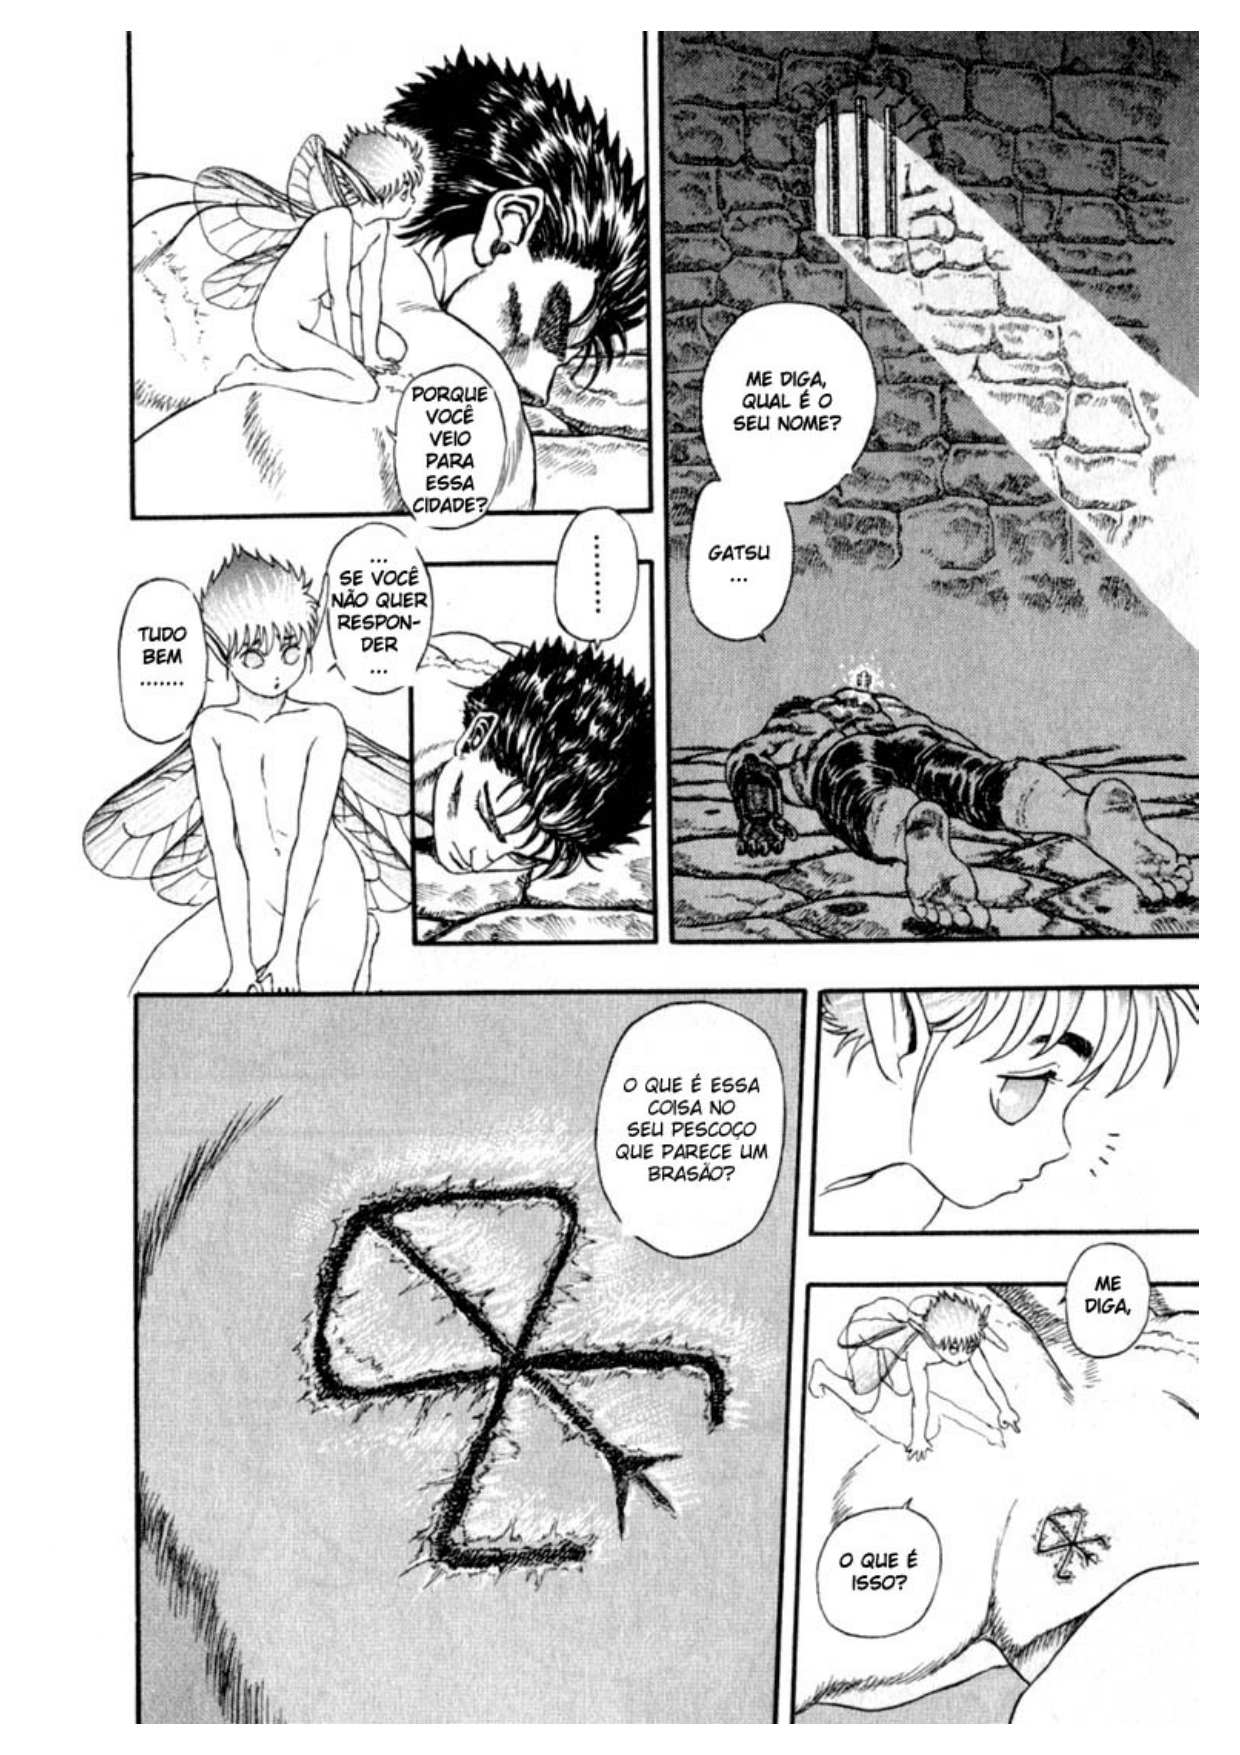 ME DIGA,
QUAL É O
SEU NOME?
GATSU
...
PORQUE
VOCÊ
VEIO
PARA
ESSA
CIDADE?
.........
...
SE VOCÊ
NÃO QUER
RESPON-
DER
...
TUDO
BEM
.......
ME
DIGA,
O QUE É
ISSO?
O QUE É ESSA
COISA NO
SEU PESCOÇO
QUE PARECE UM
BRASÃO?